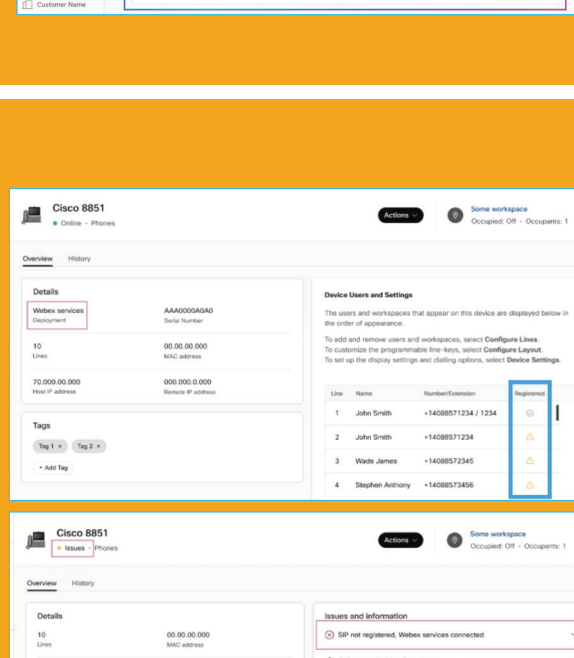 Customer Name
Cisco 8851
Online - Phones
Actions
Some workspace
Occupied: Off - Occupants: 1
Overview History
Details
Webex services AAA0000A0A0
Deployment Serial Number
10 00.00.00.000
Lines MAC address
70.000.00.000 000.000.0.000
Host IP address Remote IP address
Tags
Tag 1 × Tag 2 ×
+ Add Tag
Device Users and Settings
The users and workspaces that appear on this device are displayed below in
the order of appearance.
To add and remove users and workspaces, select Configure Lines.
To customize the programmable line-keys, select Configure Layout.
To set up the display settings and dialling options, select Device Settings.
Line Name Number/Extension Registered
1 John Smith +14088571234 / 1234
2 John Smith +14088571234
3 Wade James +14088572345
4 Stephen Anthony +14088573456
Cisco 8851
Issues - Phones
Actions
Some workspace
Occupied: Off - Occupants: 1
Overview History
Details
10 00.00.00.000
Lines MAC address
Issues and information
SIP not registered, Webex services connected